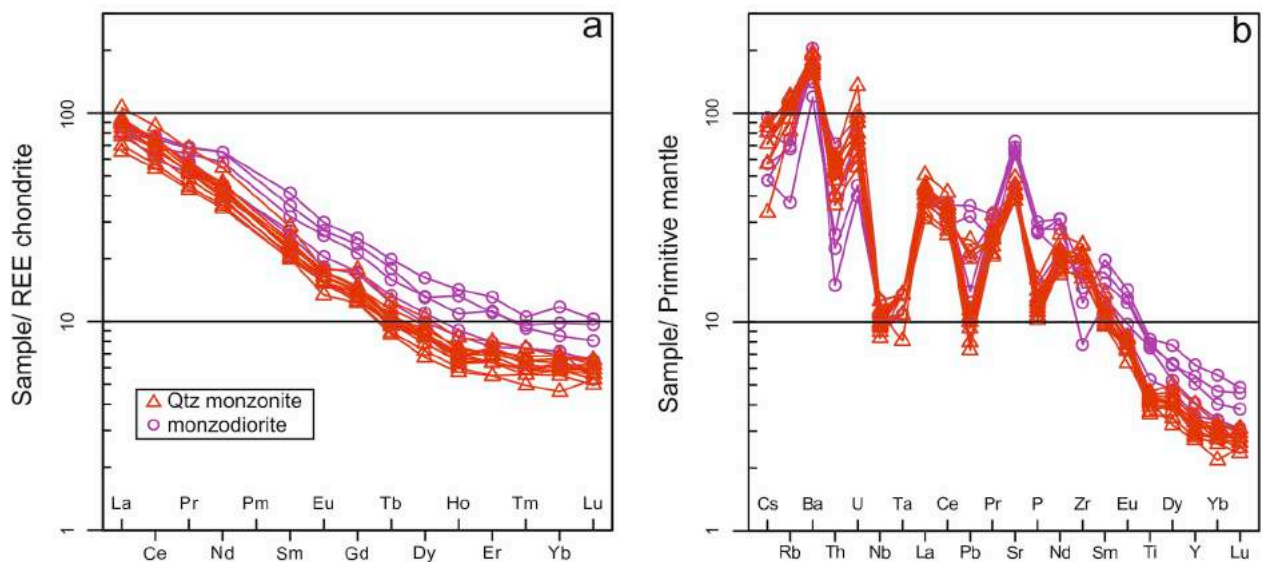 a
Sample/ REE chondrite
100
10
1
Qtz monzonite
monzodiorite
La Pr Pm Eu Tb Ho Tm Lu
Ce Nd Sm Gd Dy Er Yb
b
Sample/ Primitive mantle
100
10
1
Cs Ba U Ta Ce Pr P Zr Eu Dy Yb
Th Nb La Pb Sr Nd Sm Ti Y Lu
Rb